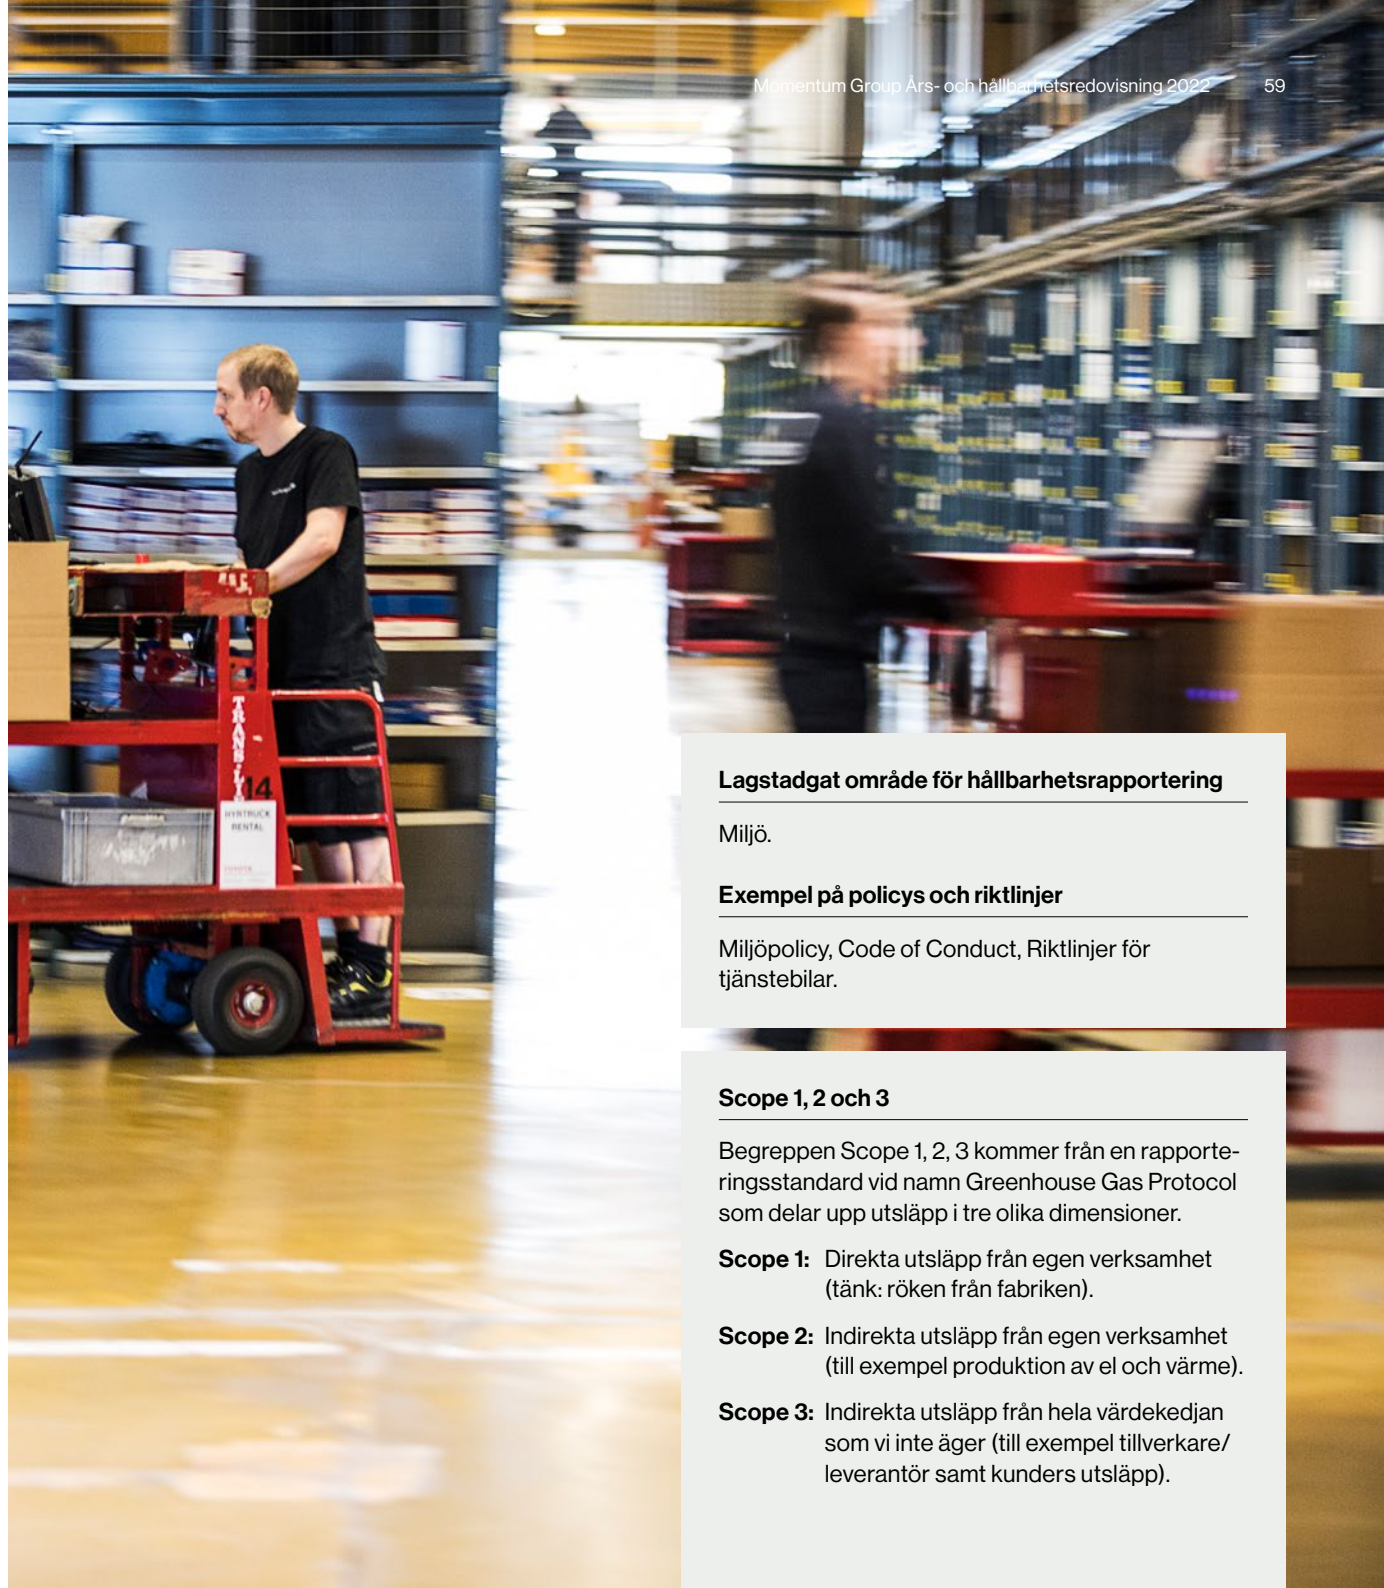 Momentum Group Års- och hållbarhetsredovisning 2022 59
TRANS-LI
14
HYRTRUCK
RENTAL
Lagstadgat område för hållbarhetsrapportering
Miljö.
Exempel på policys och riktlinjer
Miljöpolicy, Code of Conduct, Riktlinjer för
tjänstebilar.
Scope 1, 2 och 3
Begreppen Scope 1, 2, 3 kommer från en rapporte-
ringsstandard vid namn Greenhouse Gas Protocol
som delar upp utsläpp i tre olika dimensioner.
Scope 1: Direkta utsläpp från egen verksamhet
(tänk: röken från fabriken).
Scope 2: Indirekta utsläpp från egen verksamhet
(till exempel produktion av el och värme).
Scope 3: Indirekta utsläpp från hela värdekedjan
som vi inte äger (till exempel tillverkare/
leverantör samt kunders utsläpp).